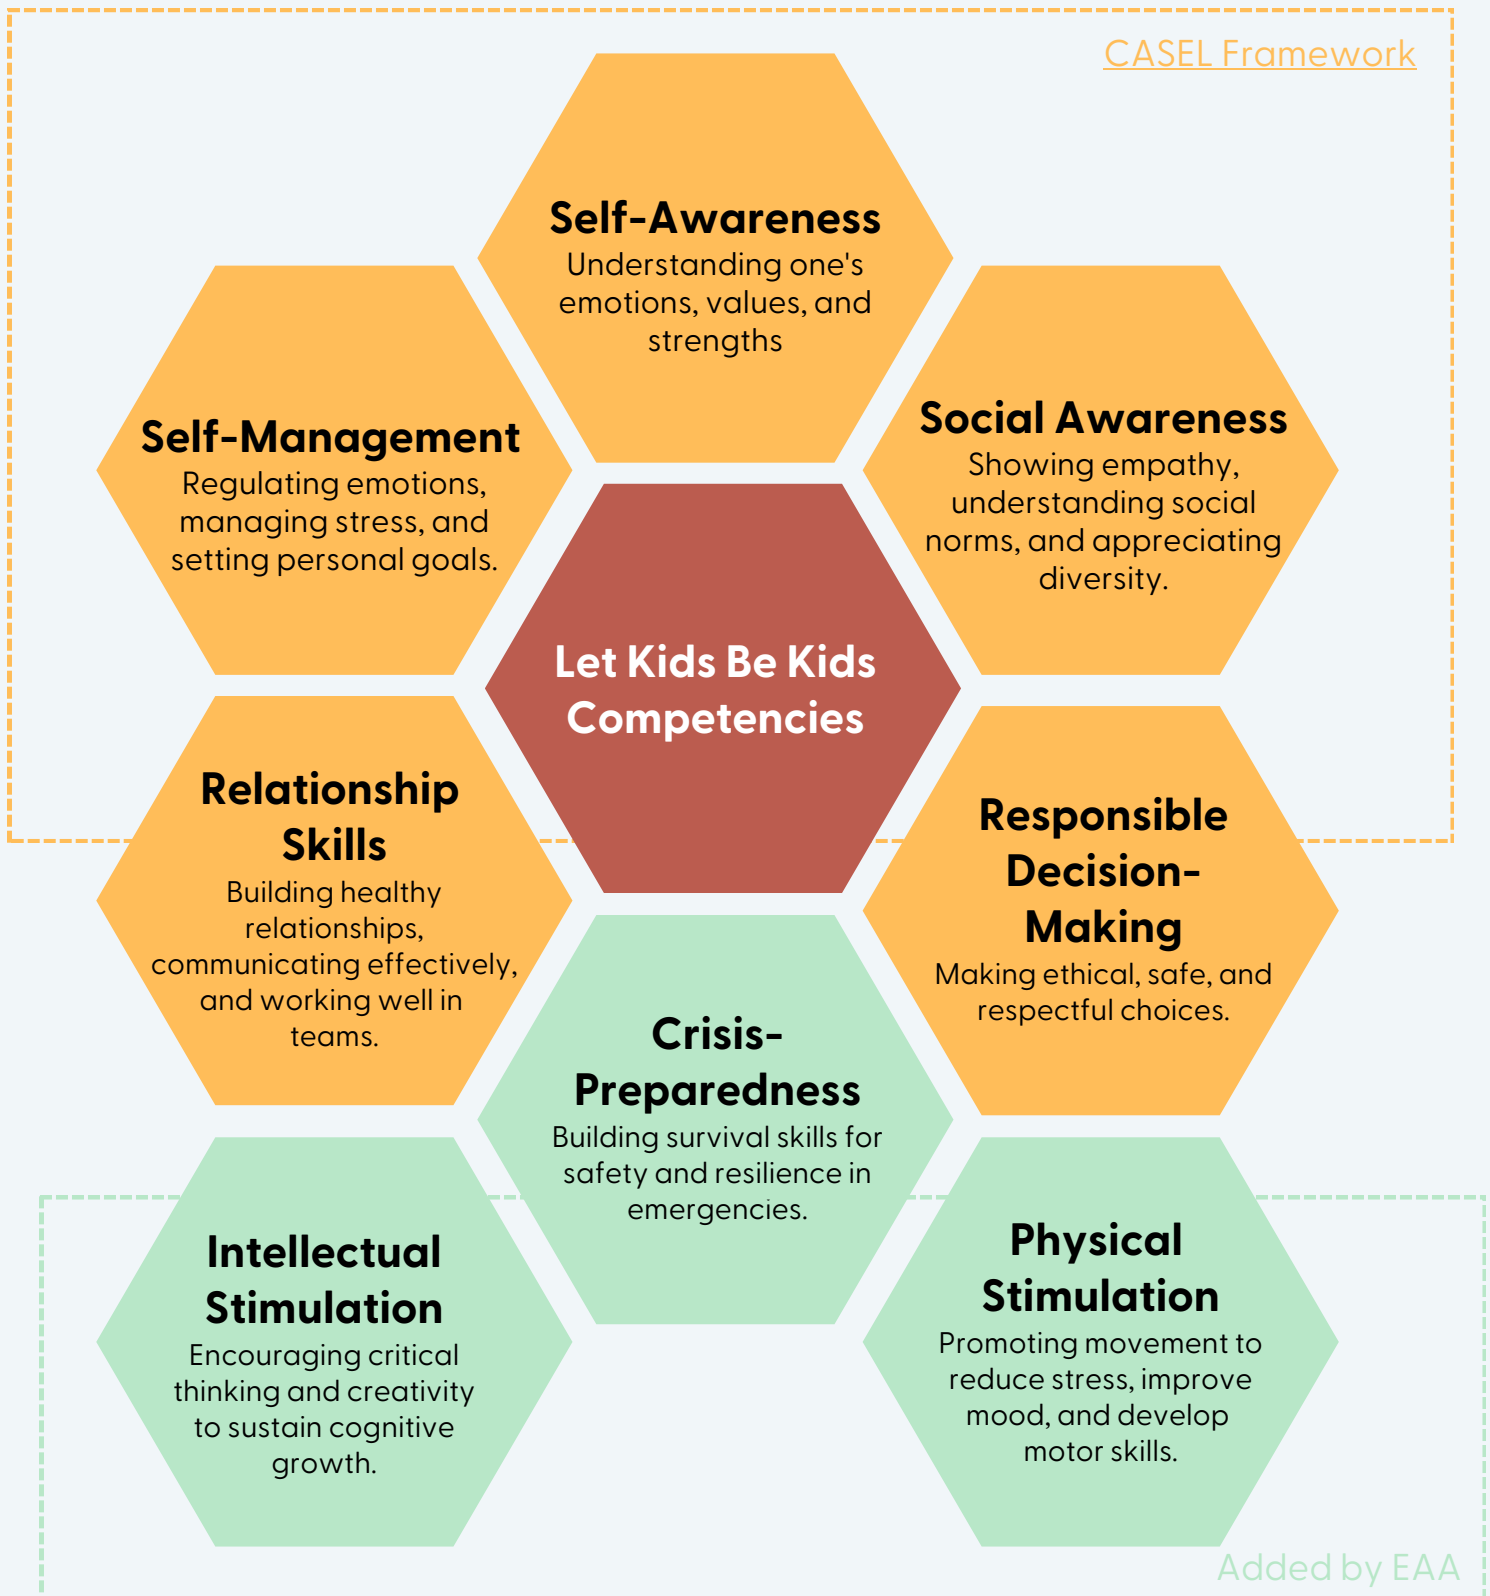 CASEL Framework
Self-Awareness
Understanding one's
emotions, values, and
strengths
Self-Management
Regulating emotions,
managing stress, and
setting personal goals.
Social Awareness
Showing empathy,
understanding social
norms, and appreciating
diversity.
Let Kids Be Kids
Competencies
Relationship
Skills
Building healthy
relationships,
communicating effectively,
and working well in
teams.
Responsible
Decision-
Making
Making ethical, safe, and
respectful choices.
Crisis-
Preparedness
Building survival skills for
safety and resilience in
emergencies.
Intellectual
Stimulation
Encouraging critical
thinking and creativity
to sustain cognitive
growth.
Physical
Stimulation
Promoting movement to
reduce stress, improve
mood, and develop
motor skills.
Added by EAA